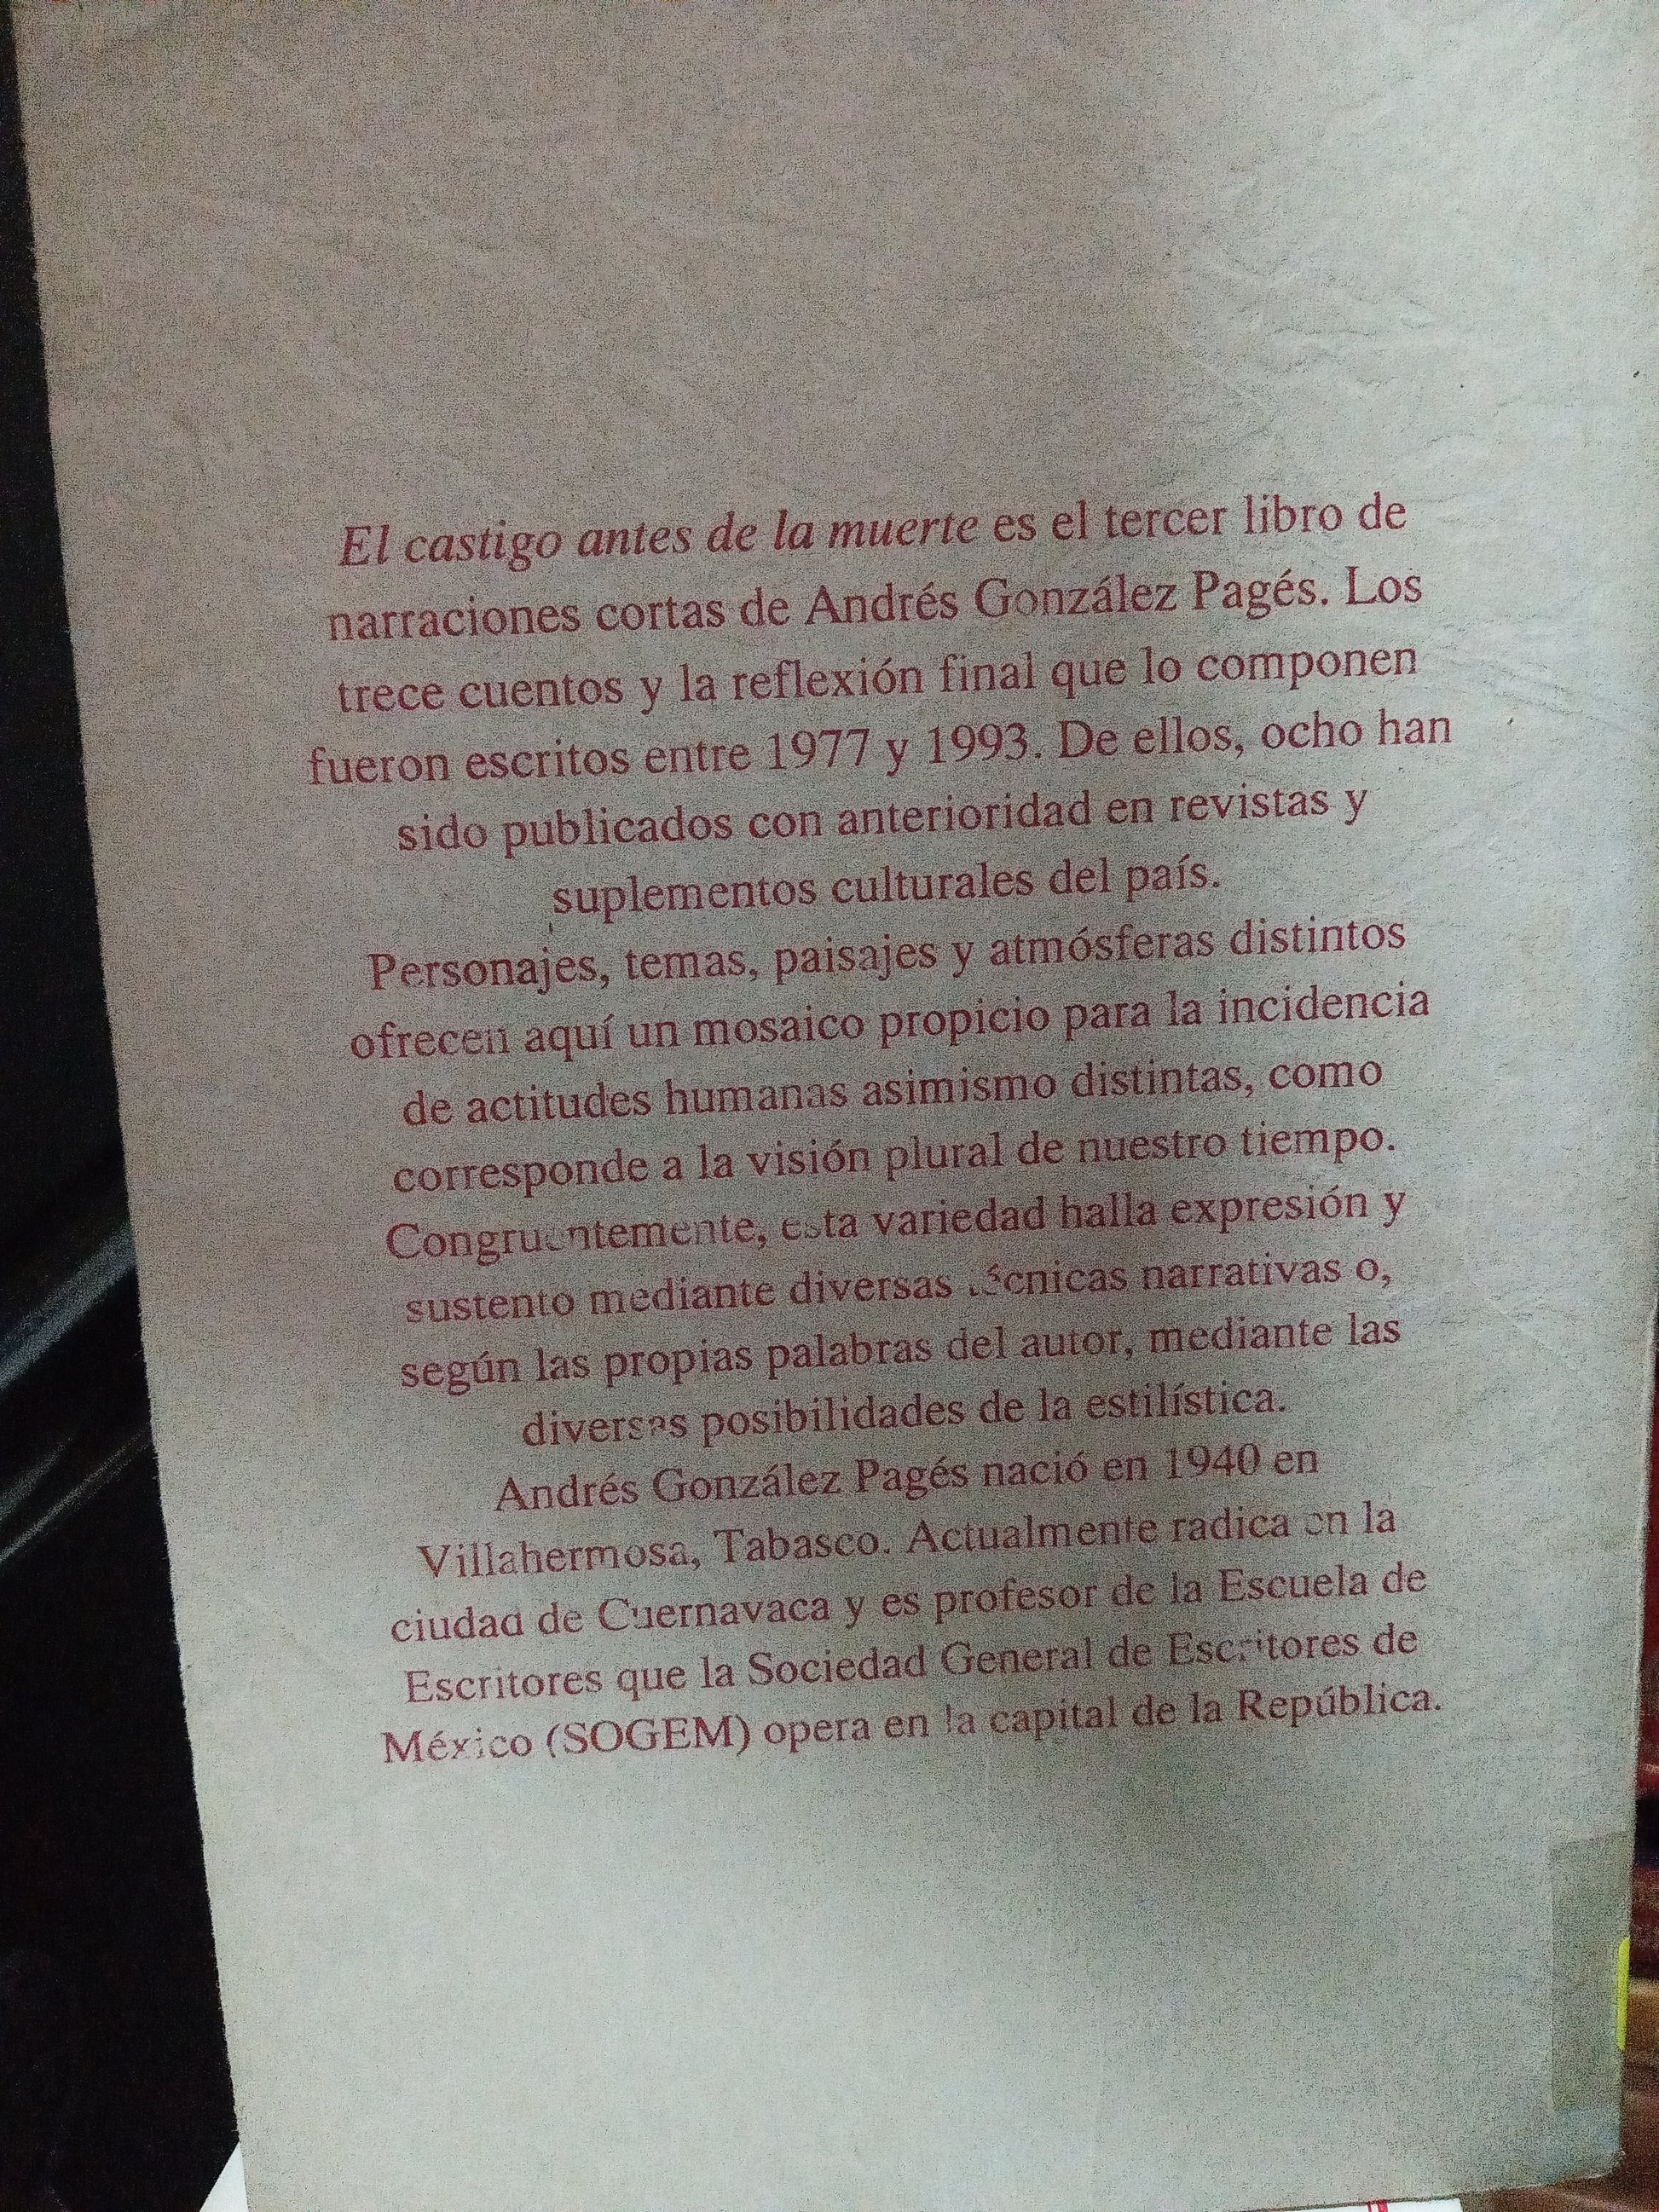 El castigo antes de la muerte es el tercer libro de
narraciones cortas de Andrés González Pagés. Los
trece cuentos y la reflexión final que lo componen
fueron escritos entre 1977 y 1993. De ellos, ocho han
sido publicados con anterioridad en revistas y
suplementos culturales del país.
Personajes, temas, paisajes y atmósferas distintos
ofrecen aquí un mosaico propicio para la incidencia
de actitudes humanas asimismo distintas, como
corresponde a la visión plural de nuestro tiempo.
Congruentemente, esta variedad halla expresión y
sustento mediante diversas técnicas narrativas o,
según las propias palabras del autor, mediante las
diversas posibilidades de la estilística.
Andrés González Pagés nació en 1940 en
Villahermosa, Tabasco. Actualmente radica en la
ciudad de Cuernavaca y es profesor de la Escuela de
Escritores que la Sociedad General de Escritores de
México (SOGEM) opera en la capital de la República.